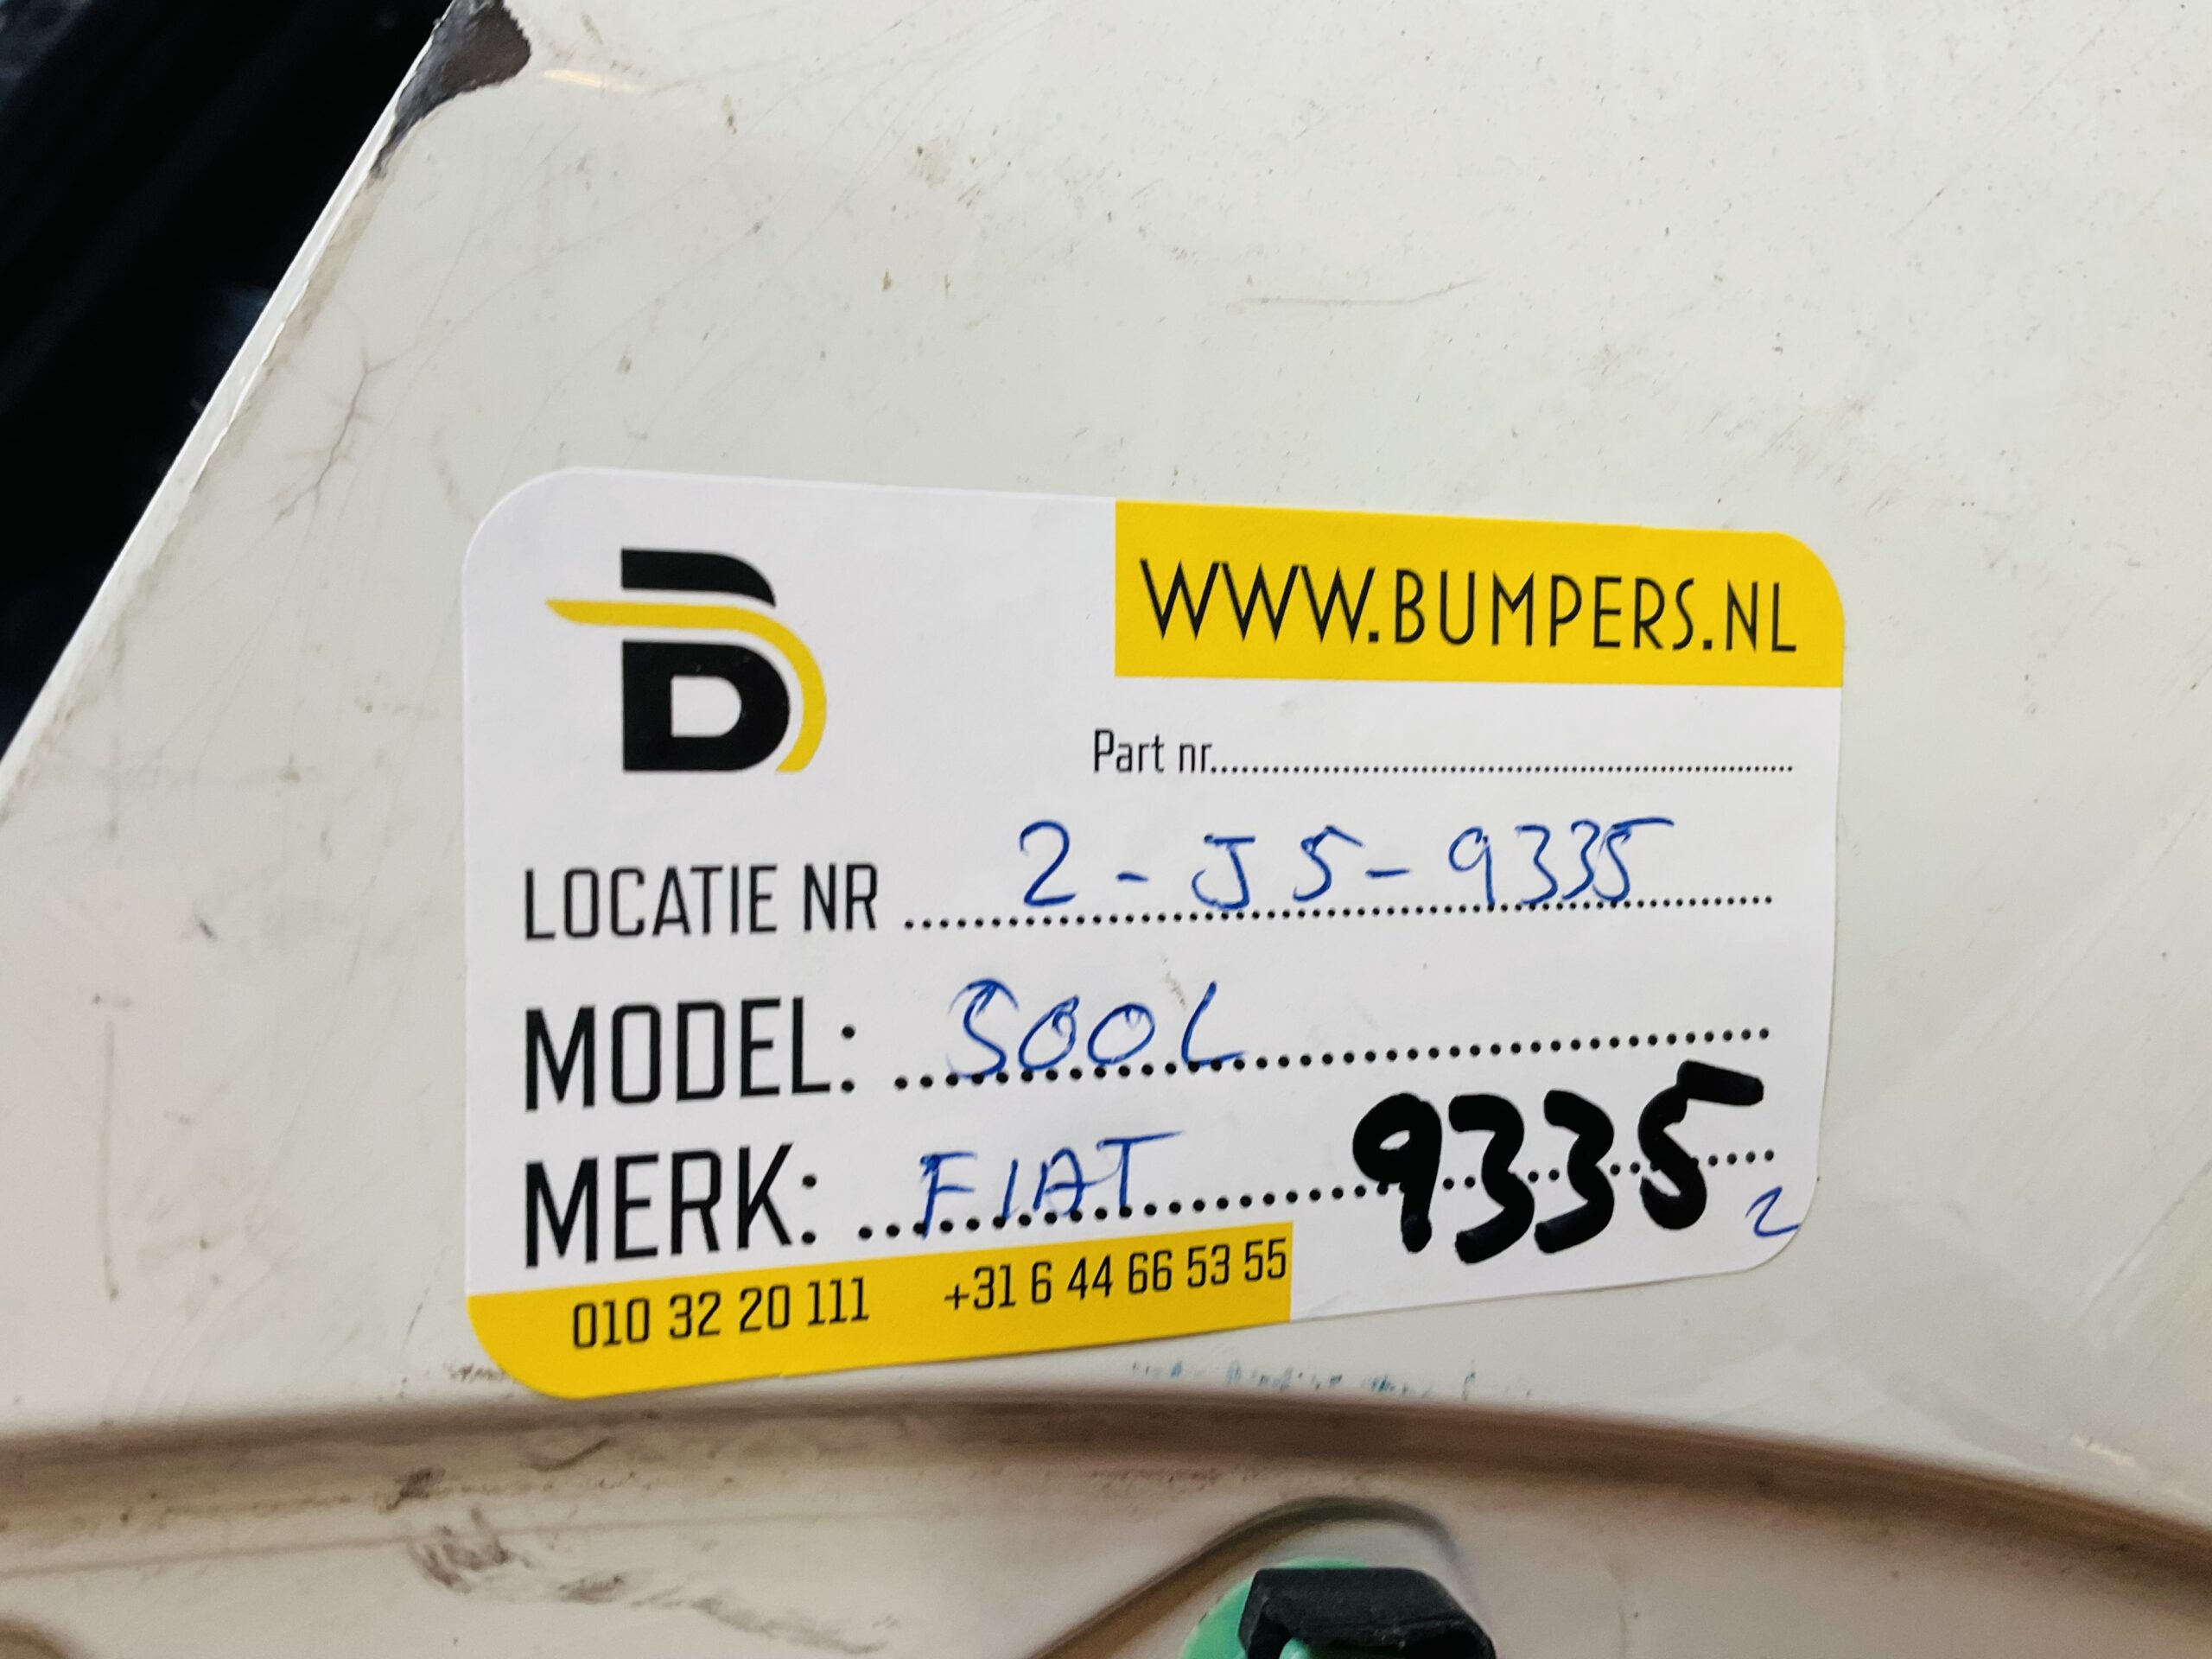 B
WWW.BUMPERS.NL
Part nr........................
LOCATIE NR 2-J5-9335
MODEL: 500L
MERK: FIAT 9335 2
010 32 20 111 +31 6 44 66 53 55